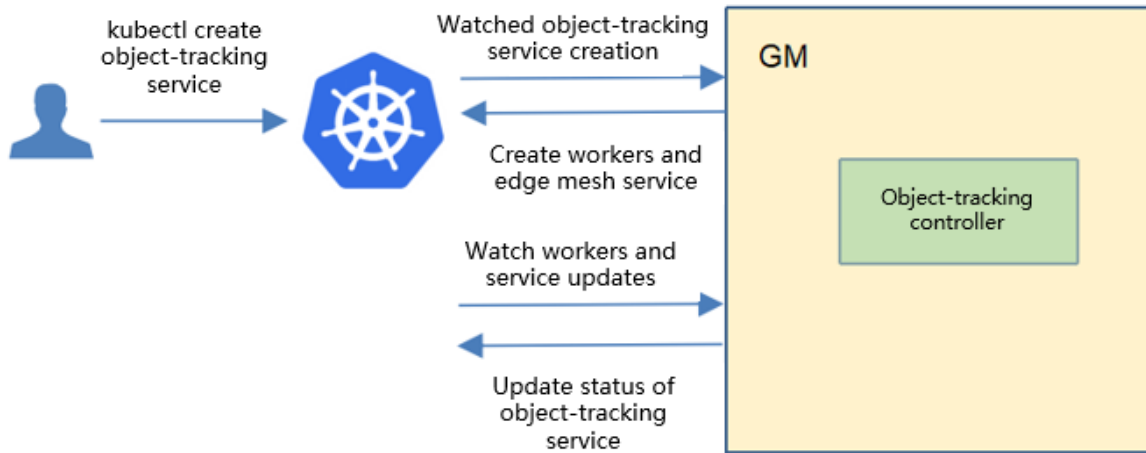 kubectl create
object-tracking
service
Watched object-tracking
service creation
Create workers and
edge mesh service
Watch workers and
service updates
Update status of
object-tracking
service
GM
Object-tracking
controller